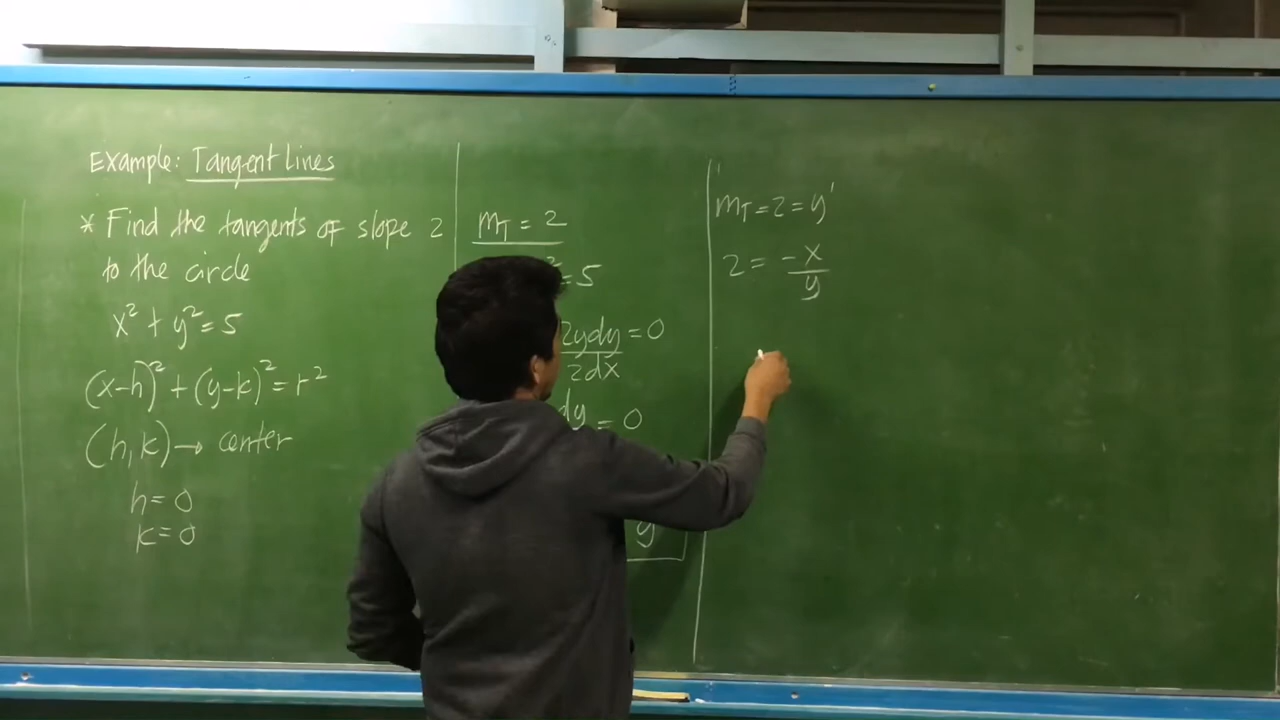 Example: Tangent Lines
* Find the tangents of slope 2
to the circle
x² + y² = 5
(x-h)² + (y-k)² = r²
(h,k) → center
h = 0
k = 0
m_T = 2
² = 5
2ydy = 0
2dx
dy = 0
y
m_T = 2 = y'
2 = -x
y